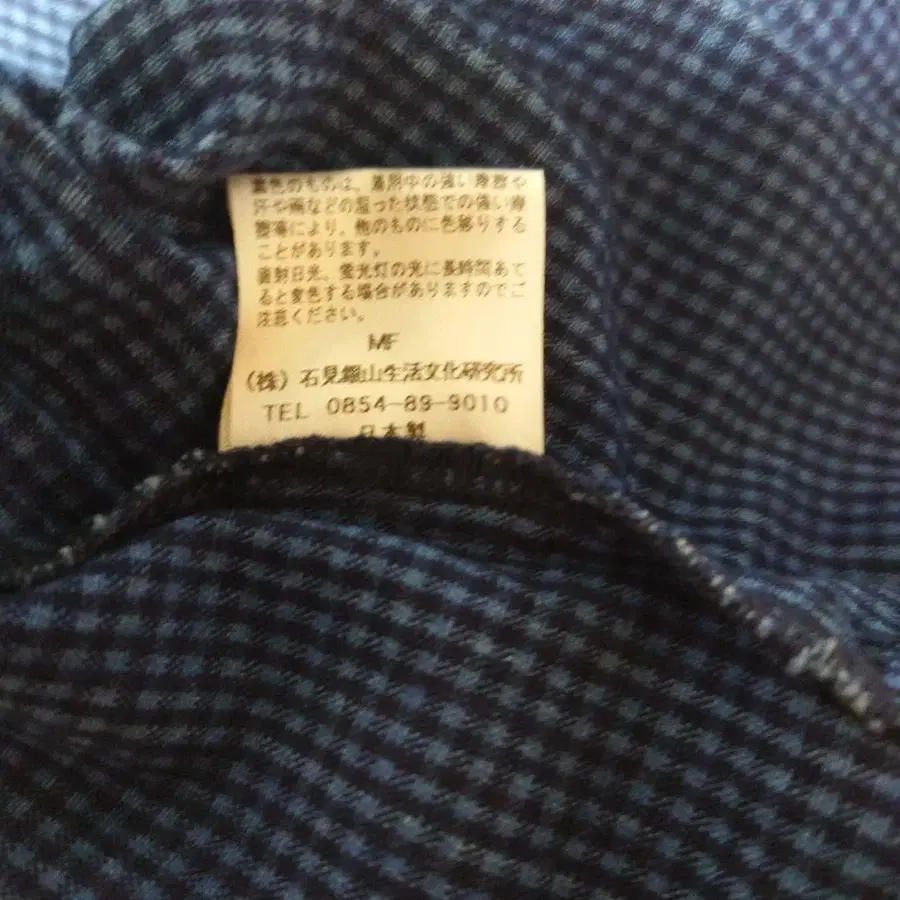 濃色のものは、着用中の強い摩擦や
汗や雨などの湿った状態での強い摩
擦等により、他のものに色移りする
ことがあります。
直射日光、蛍光灯の光に長時間あて
ると変色する場合がありますのでご
注意ください。
MF
(株)石見銀山生活文化研究所
TEL 0854-89-9010
日本製